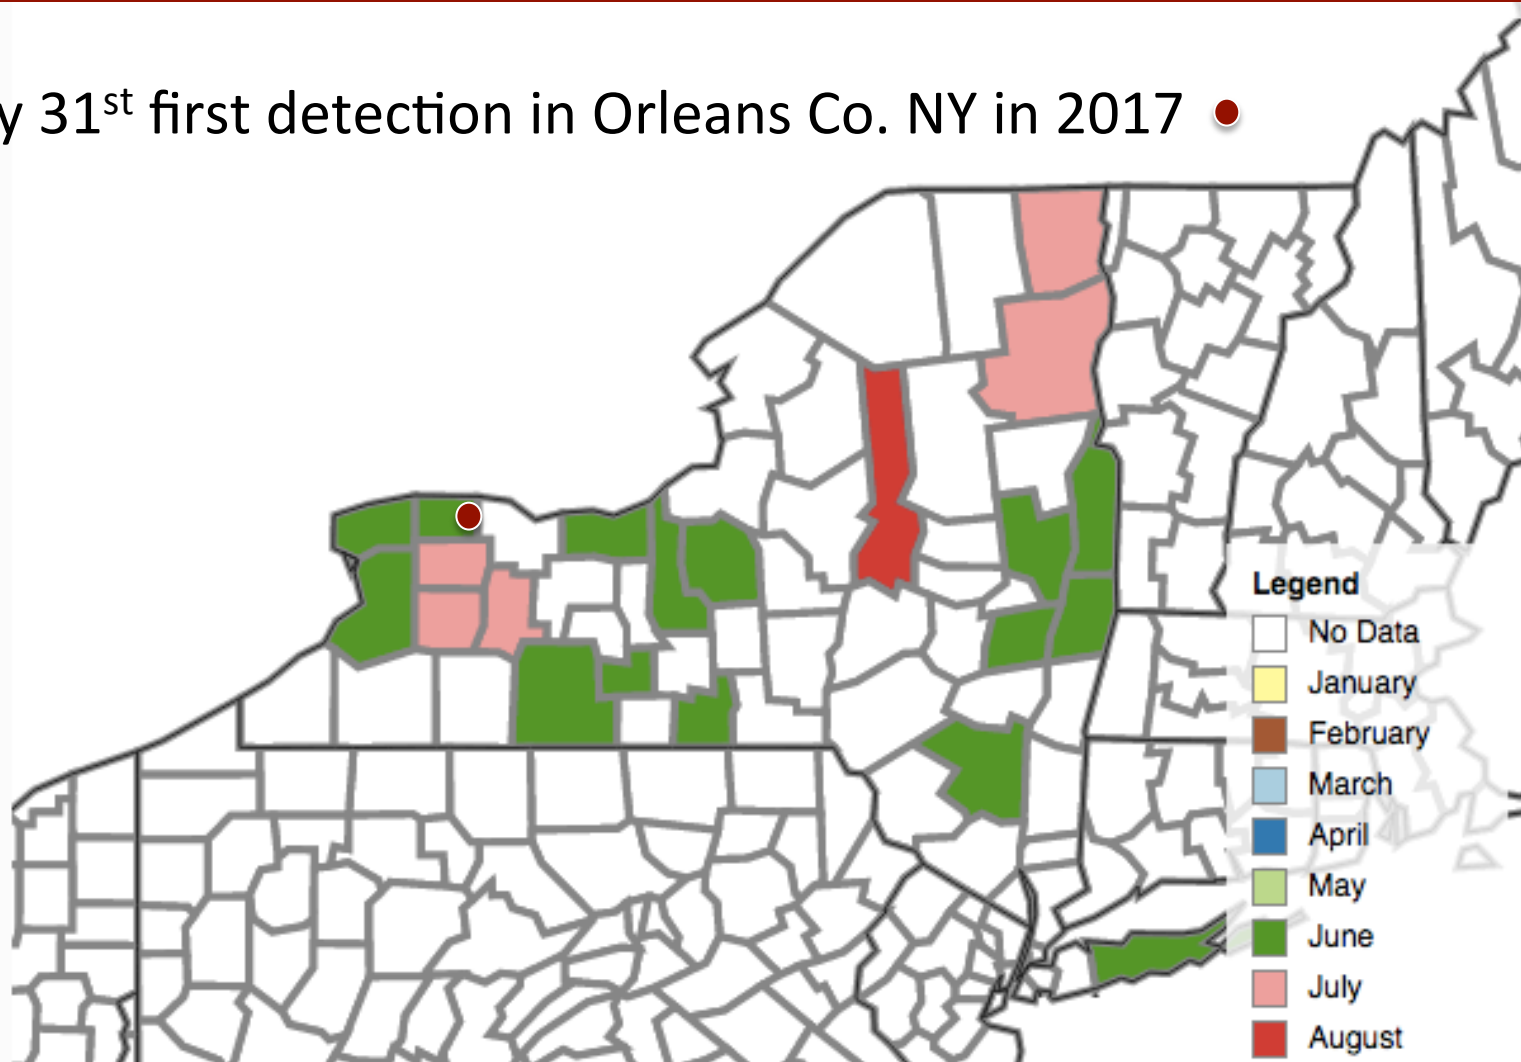 y 31st first detection in Orleans Co. NY in 2017
Legend
No Data
January
February
March
April
May
June
July
August